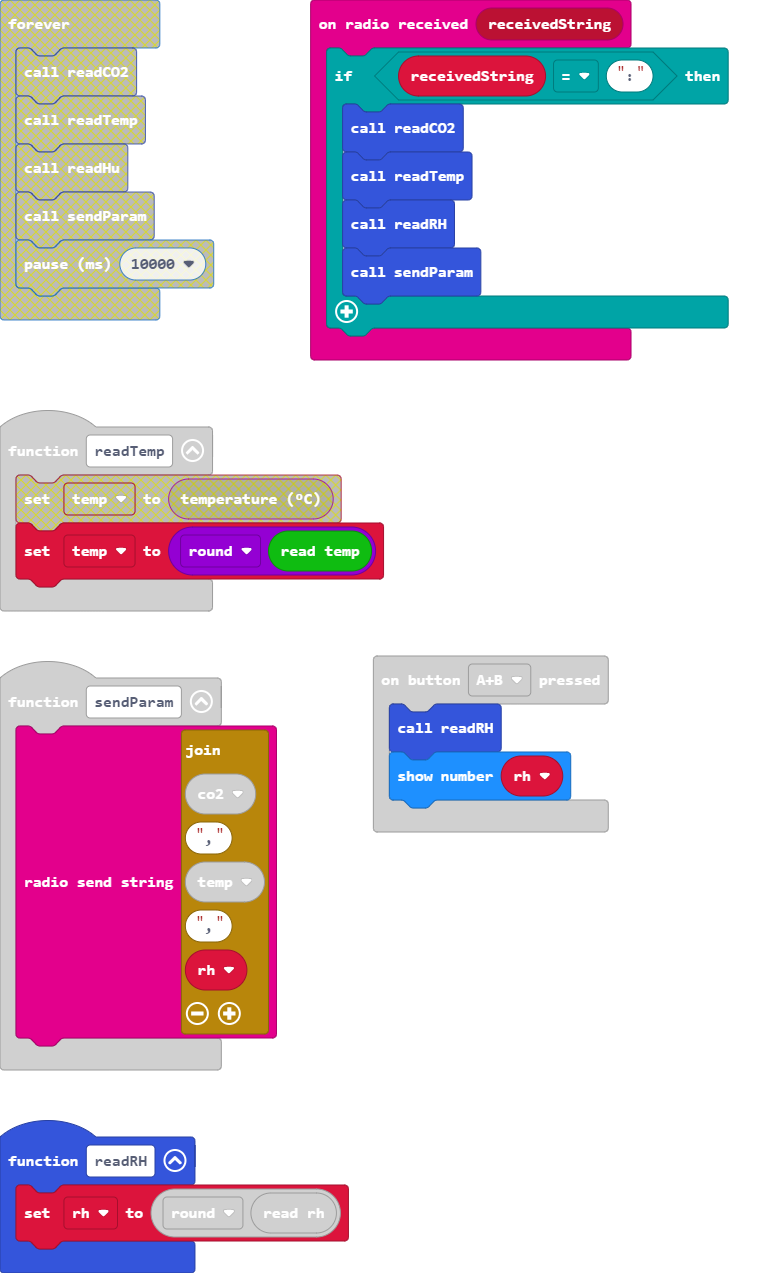 forever
call readCO2
call readTemp
call readHu
call sendParam
pause (ms) 10000
on radio received receivedString
if receivedString = ":" then
call readCO2
call readTemp
call readRH
call sendParam
function readTemp
set temp to temperature (ºC)
set temp to round read temp
function sendParam
join
co2
","
radio send string temp
","
rh
on button A+B pressed
call readRH
show number rh
function readRH
set rh to round read rh